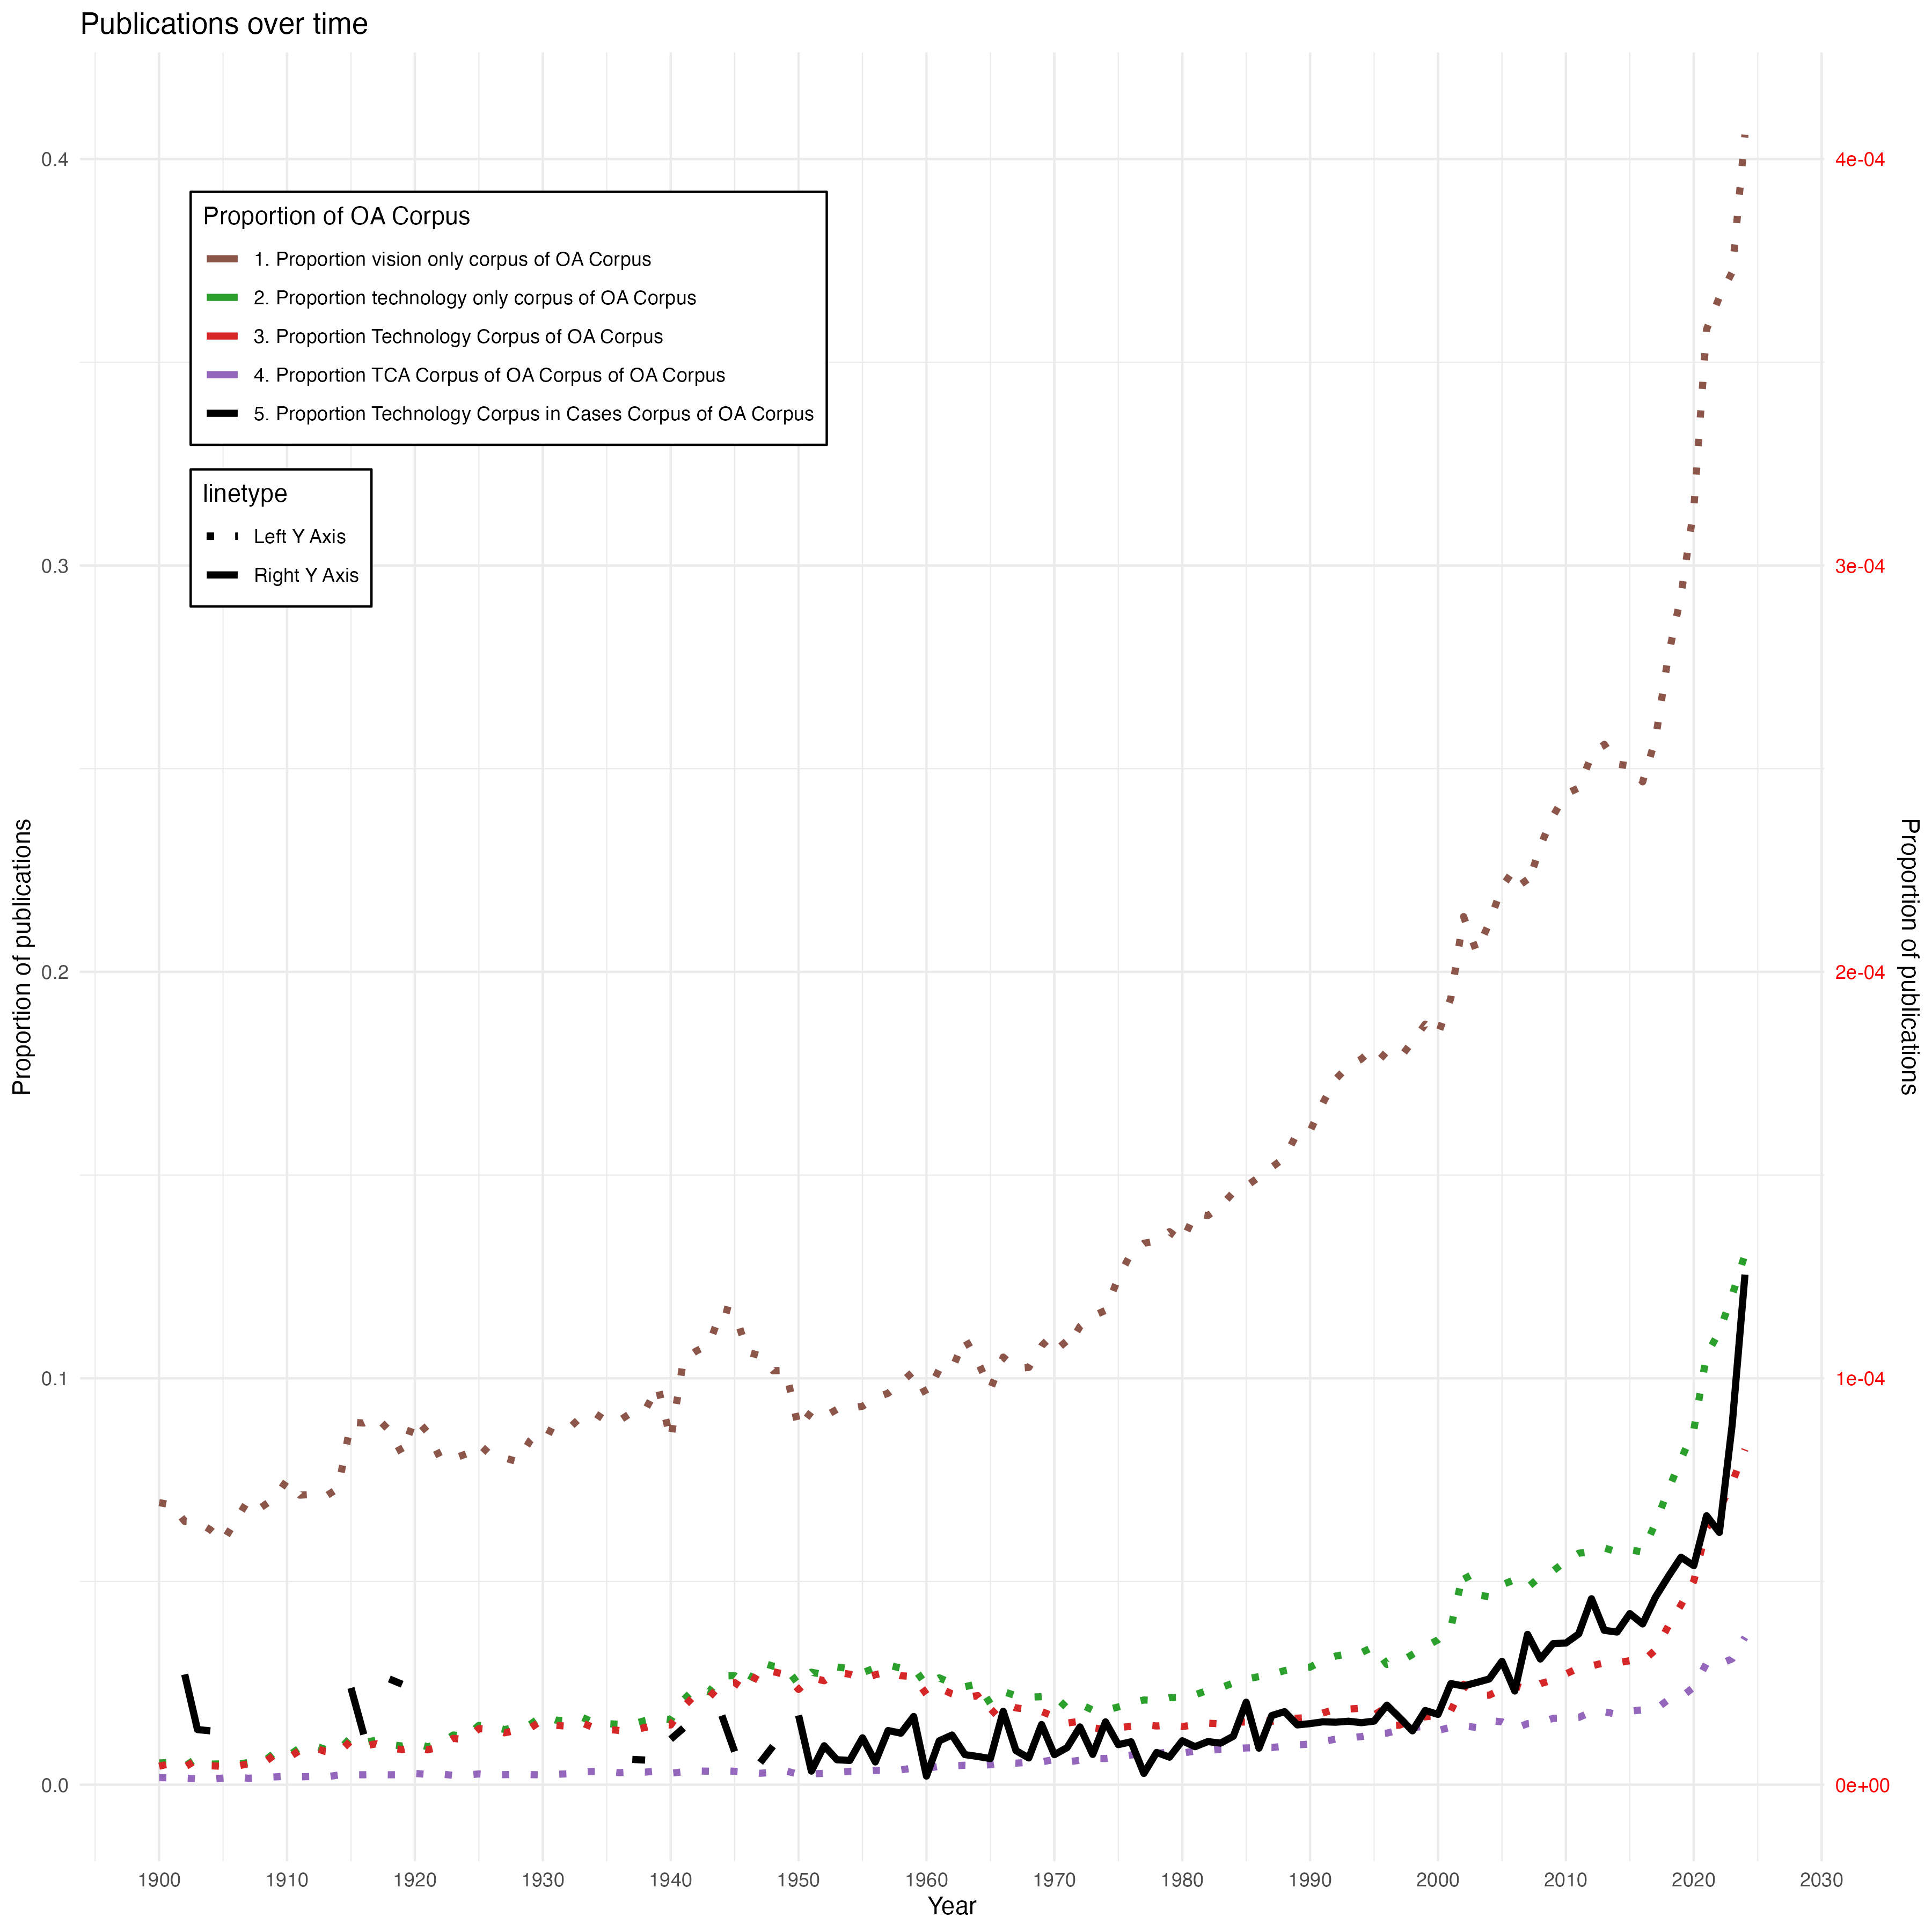 Publications over time
0.4
0.3
0.2
0.1
0.0
Proportion of publications
Proportion of OA Corpus
1. Proportion vision only corpus of OA Corpus
2. Proportion technology only corpus of OA Corpus
3. Proportion Technology Corpus of OA Corpus
4. Proportion TCA Corpus of OA Corpus of OA Corpus
5. Proportion Technology Corpus in Cases Corpus of OA Corpus
linetype
Left Y Axis
Right Y Axis
4e-04
3e-04
2e-04
1e-04
0e+00
Proportion of publications
1900 1910 1920 1930 1940 1950 1960 1970 1980 1990 2000 2010 2020 2030
Year